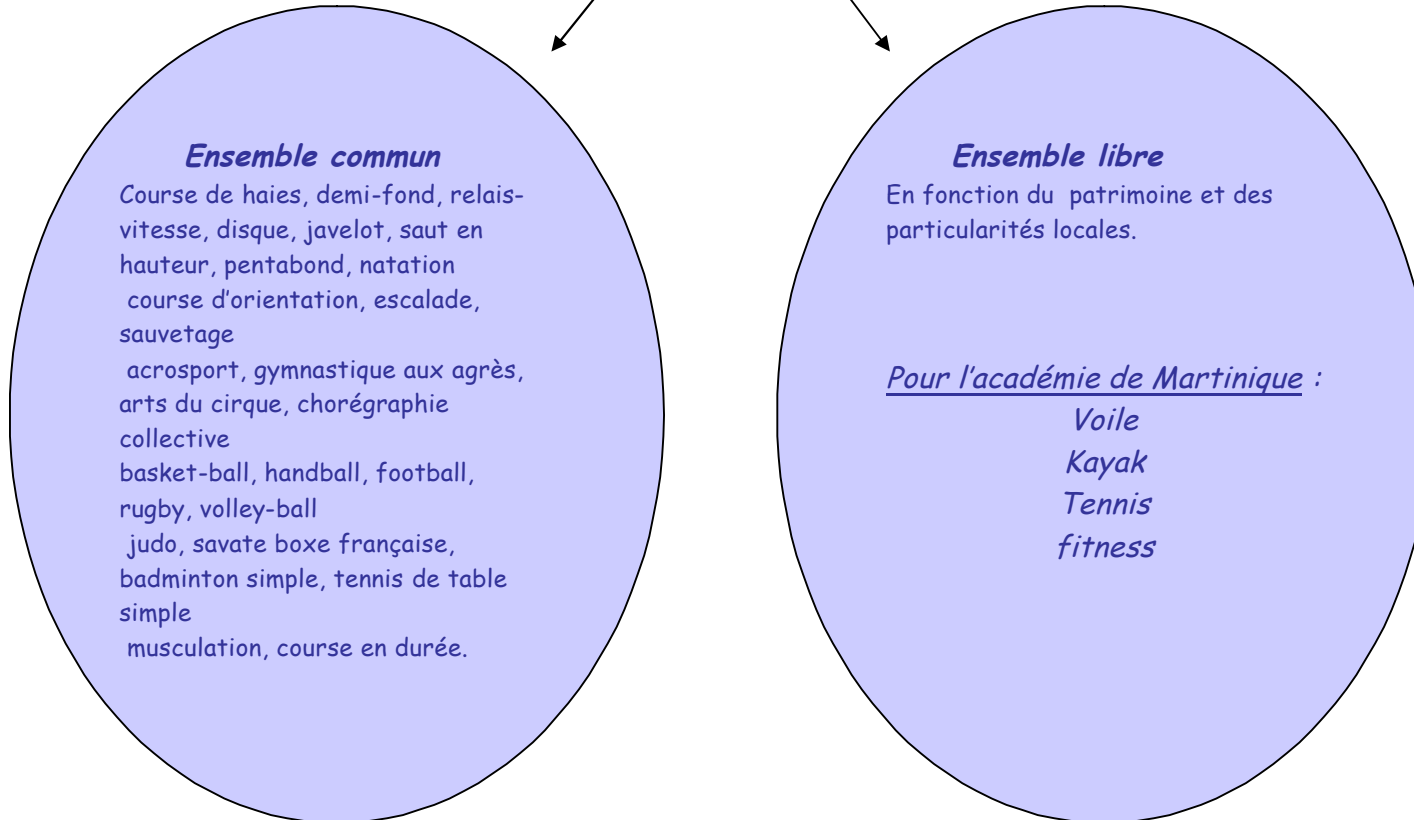 Ensemble commun
Course de haies, demi-fond, relais-
vitesse, disque, javelot, saut en
hauteur, pentabond, natation
course d'orientation, escalade,
sauvetage
acrosport, gymnastique aux agrès,
arts du cirque, chorégraphie
collective
basket-ball, handball, football,
rugby, volley-ball
judo, savate boxe française,
badminton simple, tennis de table
simple
musculation, course en durée.
Ensemble libre
En fonction du patrimoine et des
particularités locales.
Pour l'académie de Martinique :
Voile
Kayak
Tennis
fitness